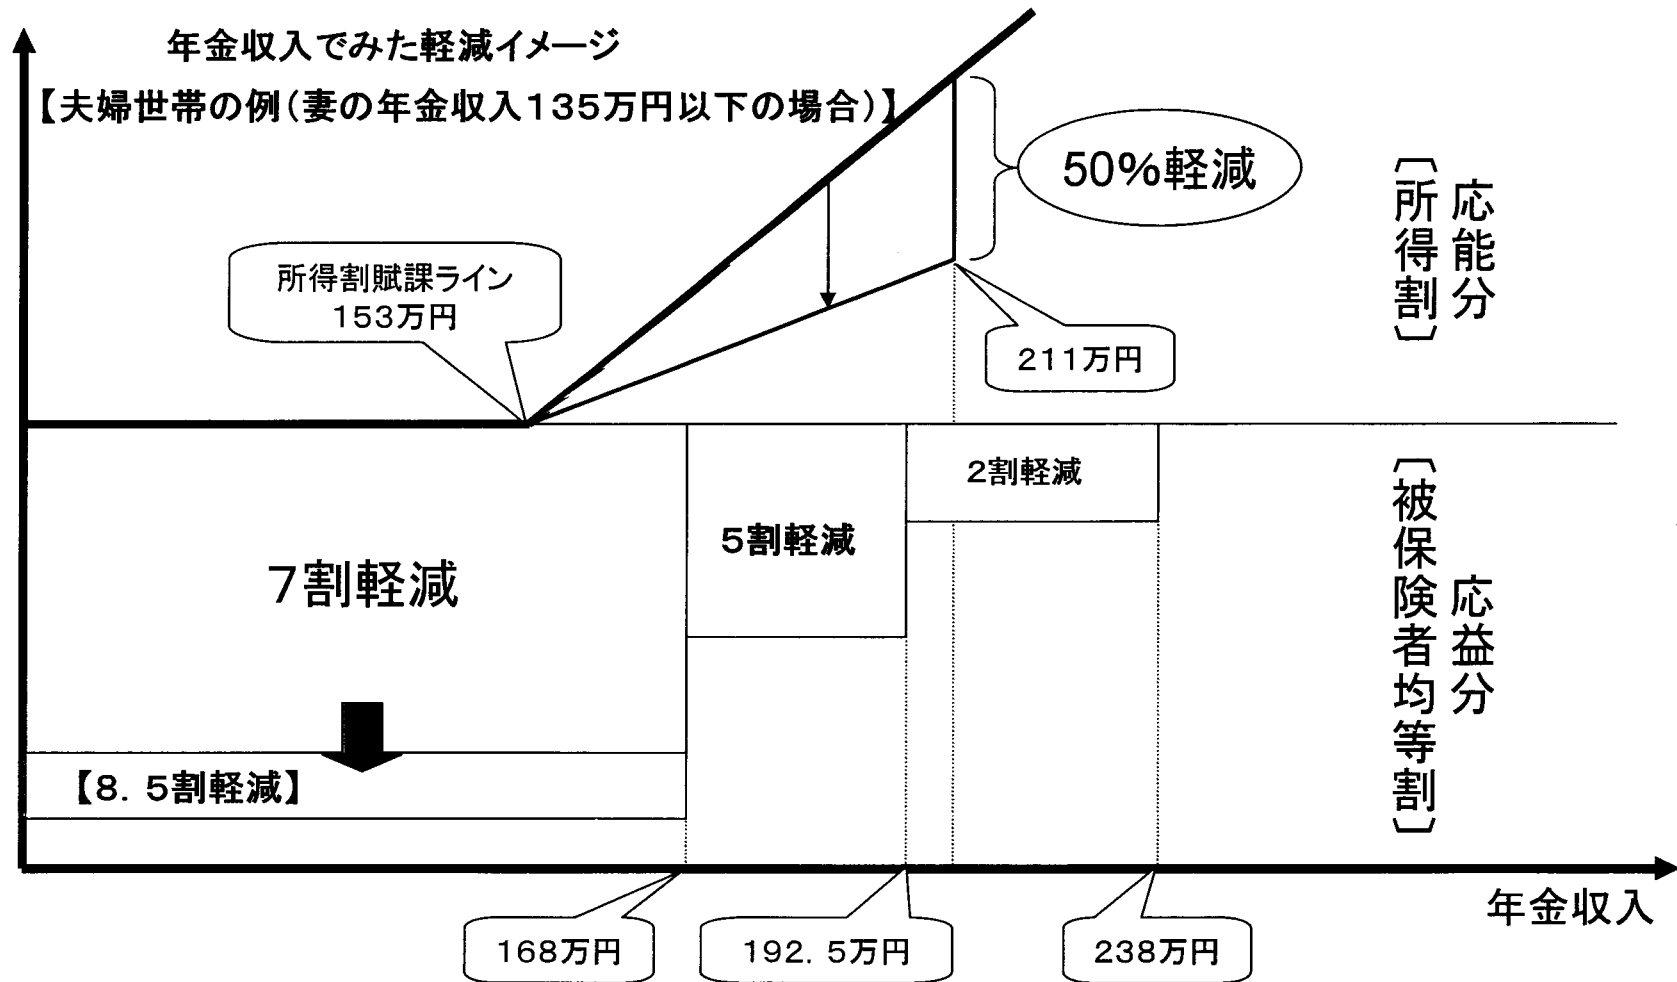 年金収入でみた軽減イメージ
【夫婦世帯の例(妻の年金収入135万円以下の場合)】
50%軽減
所得割賦課ライン
153万円
211万円
応能分
〔所得割〕
2割軽減
5割軽減
7割軽減
【8.5割軽減】
応益分
〔被保険者均等割〕
168万円
192.5万円
238万円
年金収入